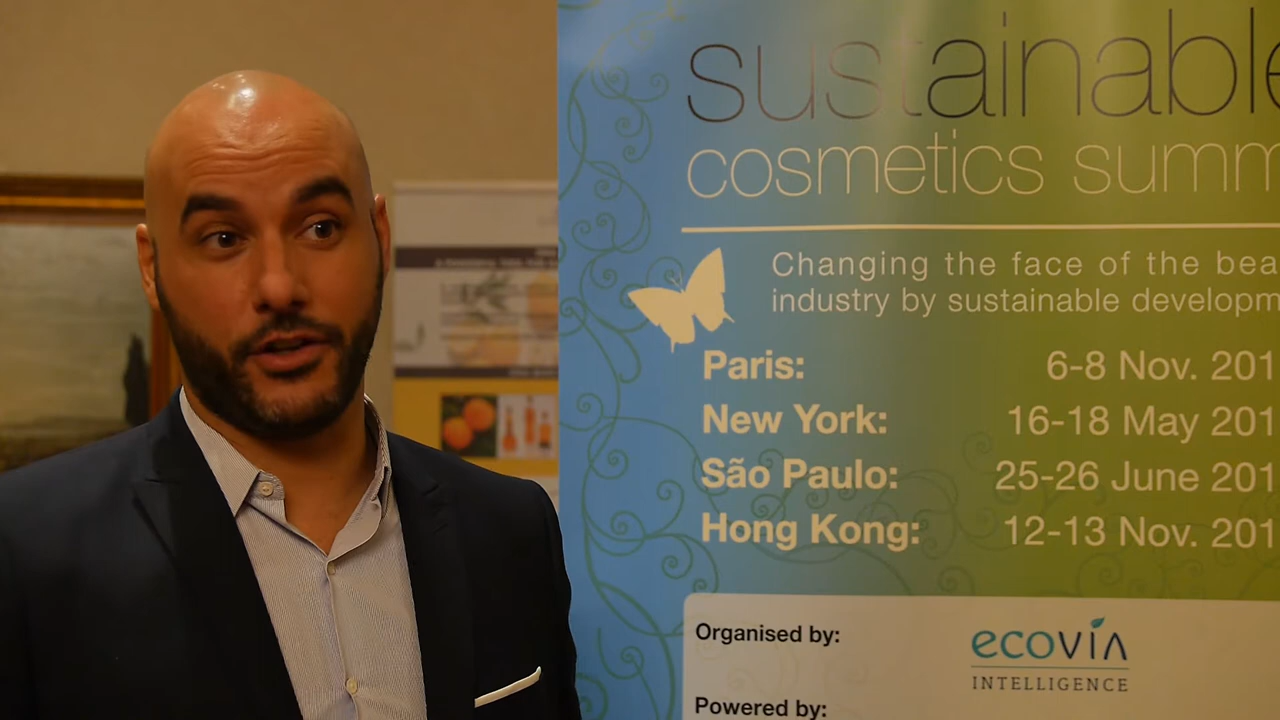 sustainable
cosmetics summ
Changing the face of the bea
industry by sustainable developm
Paris: 6-8 Nov. 201
New York: 16-18 May 201
São Paulo: 25-26 June 201
Hong Kong: 12-13 Nov. 201
Organised by:
ecovia
INTELLIGENCE
Powered by: